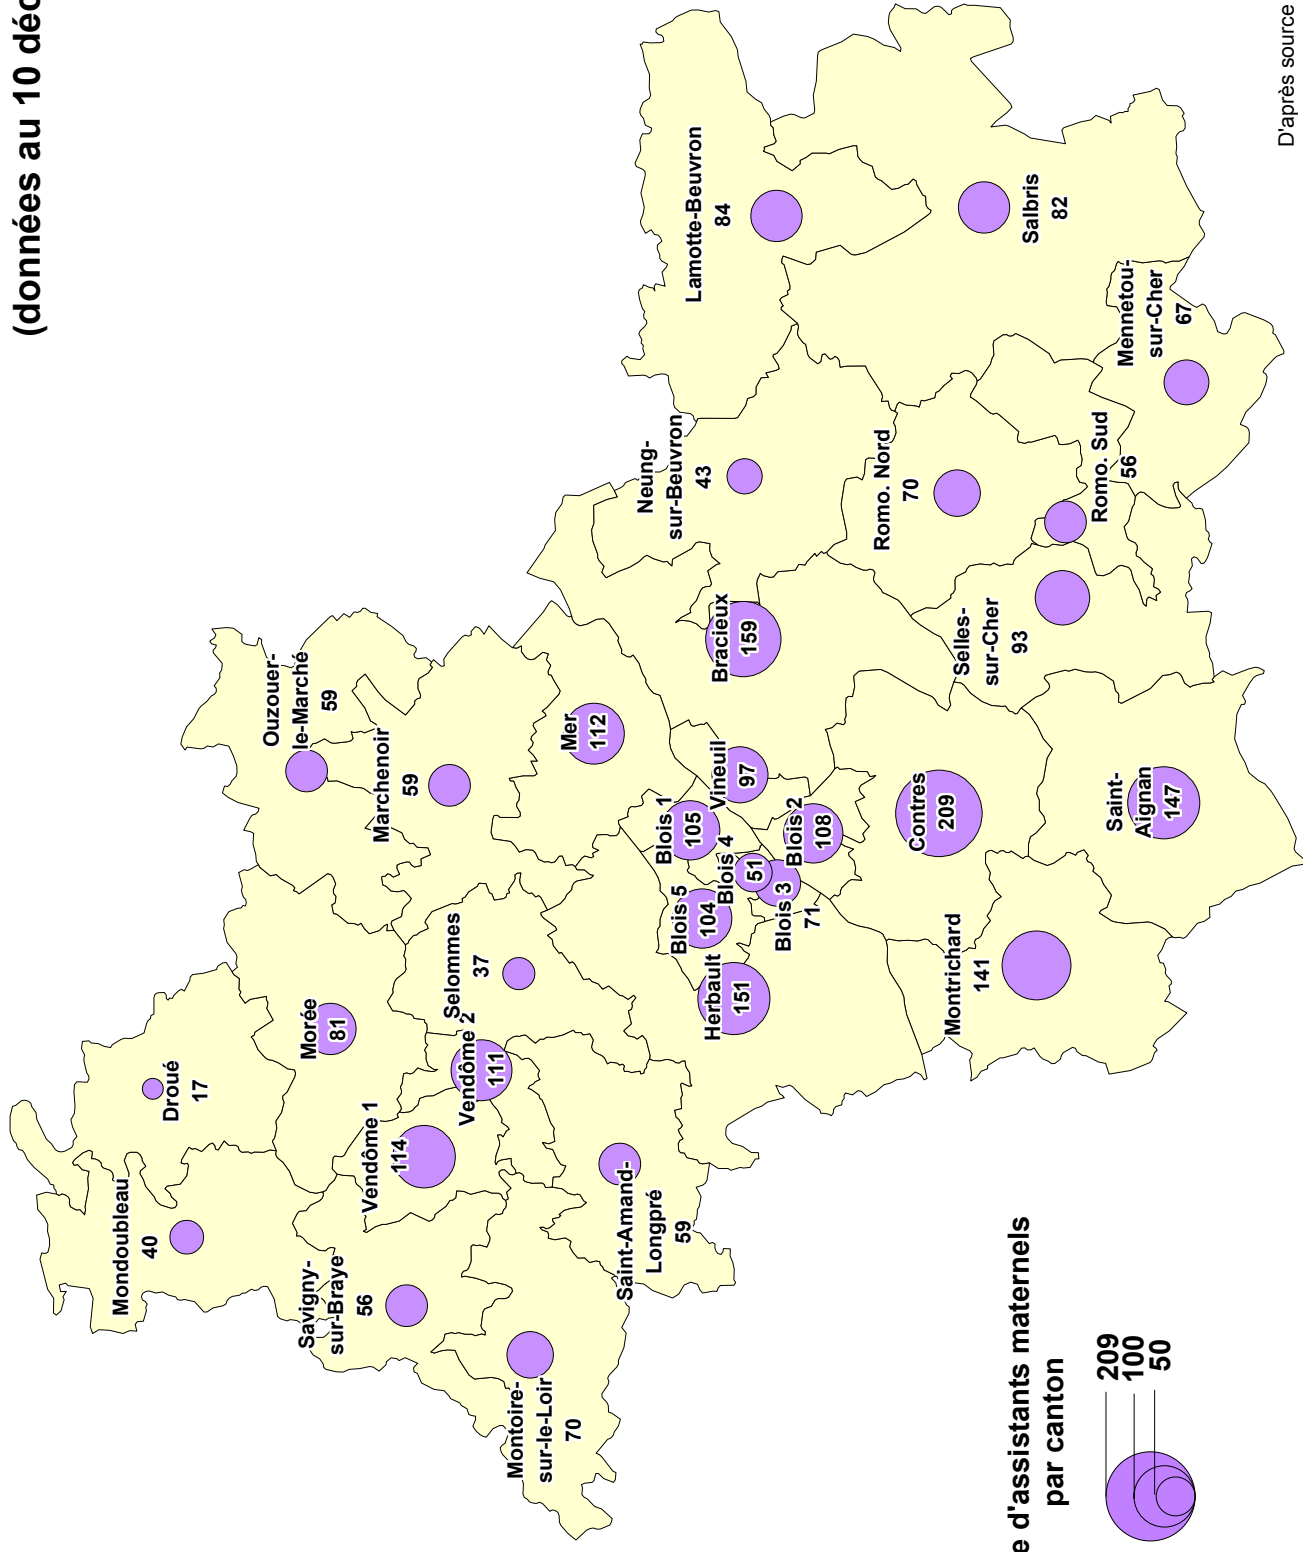 (données au 10 déc
Mondoubleau
40
Droué
17
Savigny-
sur-Braye
56
Morée
81
Ouzouer-
le-Marché
59
Vendôme 1
114
Marchenoir
59
Vendôme 2
111
Selommes
37
Montoire-
sur-le-Loir
70
Saint-Amand-
Longpré
59
Mer
112
Neung-
sur-Beuvron
43
Lamotte-Beuvron
84
Blois 1
105
Blois 5
104
Herbault
151
Blois 4
51
Vineuil
97
Bracieux
159
Blois 3
71
Blois 2
108
Romo. Nord
70
Contres
209
Montrichard
141
Selles-
sur-Cher
93
Salbris
82
Romo. Sud
56
Saint-
Aignan
147
Mennetou-
sur-Cher
67
e d'assistants maternels
par canton
209
100
50
D'après source